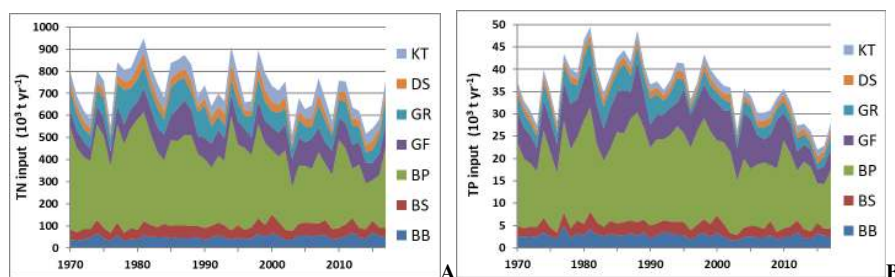 TN input (10³ t yr⁻¹)
1000
900
800
700
600
500
400
300
200
100
0
1970
1980
1990
2000
2010
KT
DS
GR
GF
BP
BS
BB
A
TP input (10³ t yr⁻¹)
50
45
40
35
30
25
20
15
10
5
0
1970
1980
1990
2000
2010
KT
DS
GR
GF
BP
BS
BB